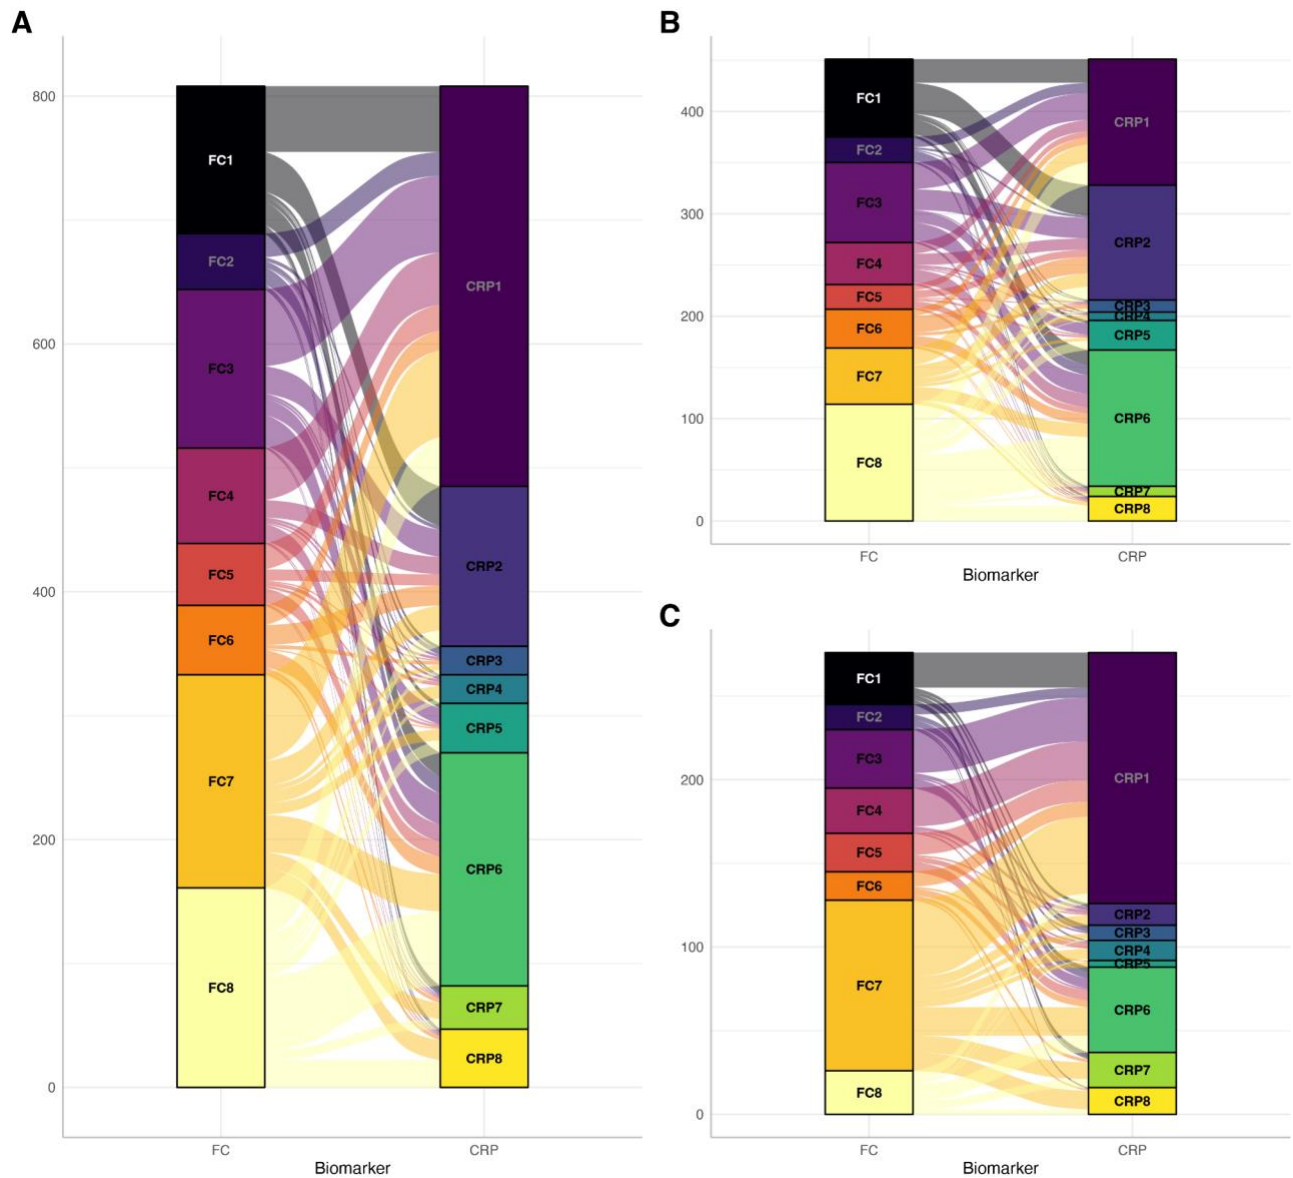 A
800
600
400
200
0
FC1
FC2
FC3
FC4
FC5
FC6
FC7
FC8
CRP1
CRP2
CRP3
CRP4
CRP5
CRP6
CRP7
CRP8
FC CRP
Biomarker
B
400
300
200
100
0
FC1
FC2
FC3
FC4
FC5
FC6
FC7
FC8
CRP1
CRP2
CRP3
CRP4
CRP5
CRP6
CRP7
CRP8
FC CRP
Biomarker
C
200
100
0
FC1
FC2
FC3
FC4
FC5
FC6
FC7
FC8
CRP1
CRP2
CRP3
CRP4
CRP5
CRP6
CRP7
CRP8
FC CRP
Biomarker